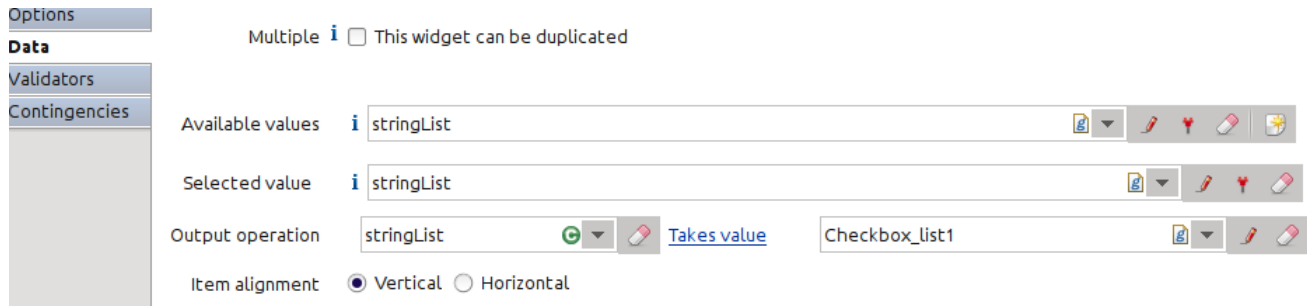 Options
Data
Validators
Contingencies
Multiple i This widget can be duplicated
Available values i stringList
Selected value i stringList
Output operation stringList Takes value Checkbox_list1
Item alignment Vertical Horizontal